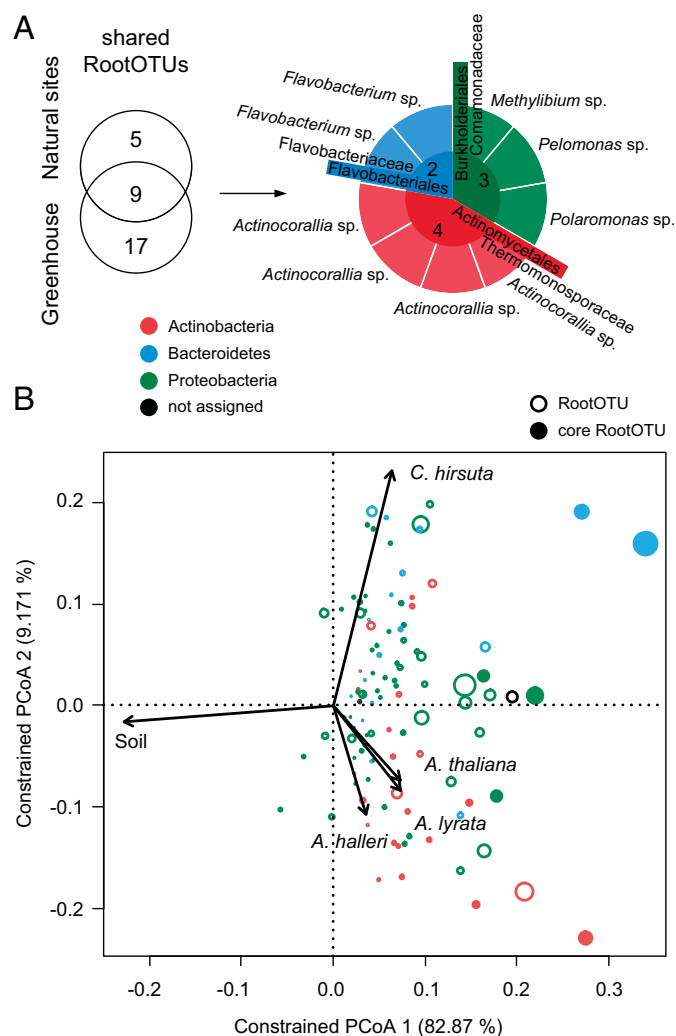 A
shared
RootOTUs
Natural sites
Greenhouse
5
9
17
Flavobacterium sp.
Flavobacterium sp.
Flavobacteriaceae
Flavobacteriales
2
Burkholderiales
Comamonadaceae
Methylibium sp.
Pelomonas sp.
Polaromonas sp.
3
Actinomycetales
Thermomonosporaceae
4
Actinocorallia sp.
Actinocorallia sp.
Actinocorallia sp.
Actinocorallia sp.
Actinobacteria
Bacteroidetes
Proteobacteria
not assigned
B
RootOTU
core RootOTU
C. hirsuta
Soil
A. thaliana
A. lyrata
A. halleri
Constrained PCoA 2 (9.171 %)
0.2
0.1
0.0
-0.1
-0.2
-0.2 -0.1 0.0 0.1 0.2 0.3
Constrained PCoA 1 (82.87 %)